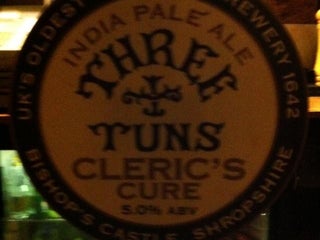 UK'S OLDEST
BREWERY 1642
INDIA PALE ALE
THREE
TUNS
CLERIC'S
CURE
5.0% ABV
BISHOP'S CASTLE, SHROPSHIRE